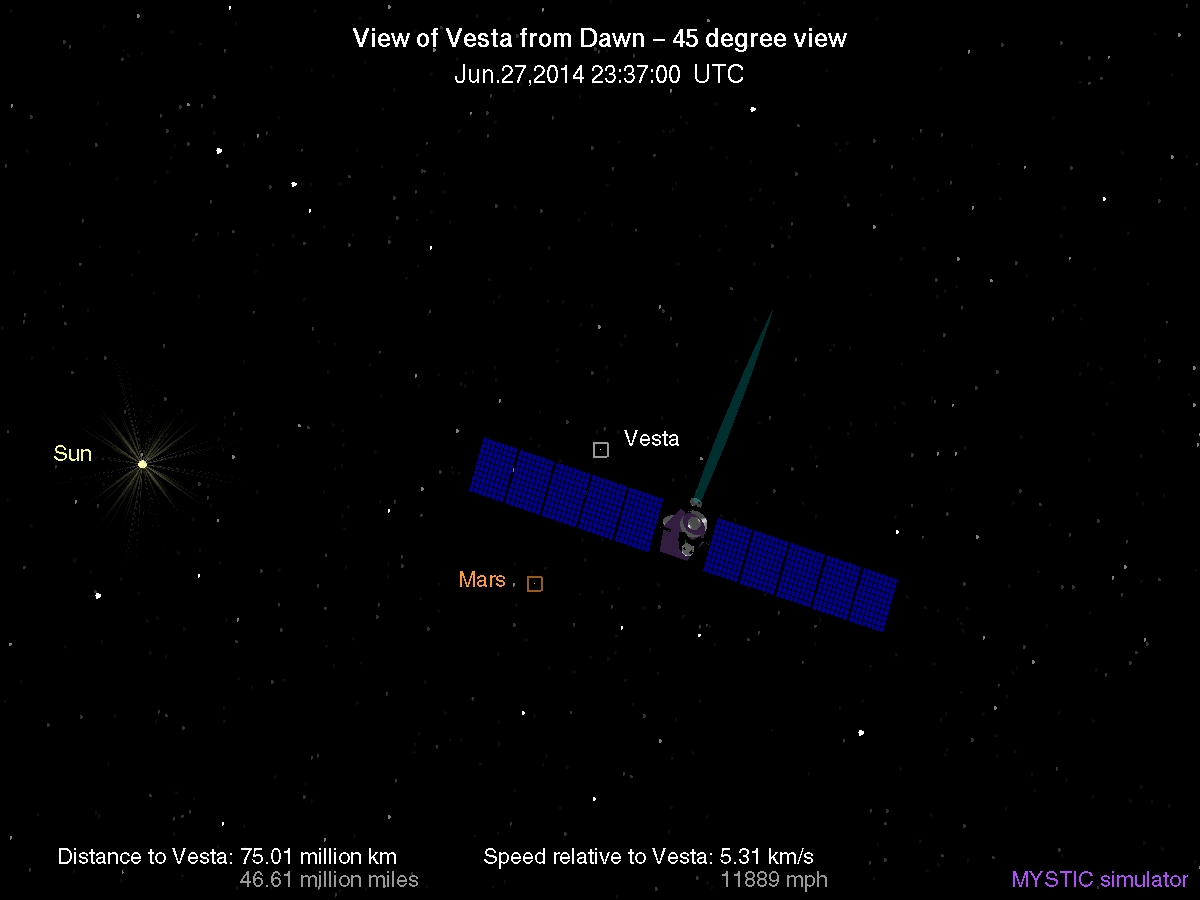 View of Vesta from Dawn – 45 degree view
Jun.27,2014 23:37:00 UTC
Vesta
Sun
Mars
Distance to Vesta: 75.01 million km
46.61 million miles
Speed relative to Vesta: 5.31 km/s
11889 mph
MYSTIC simulator